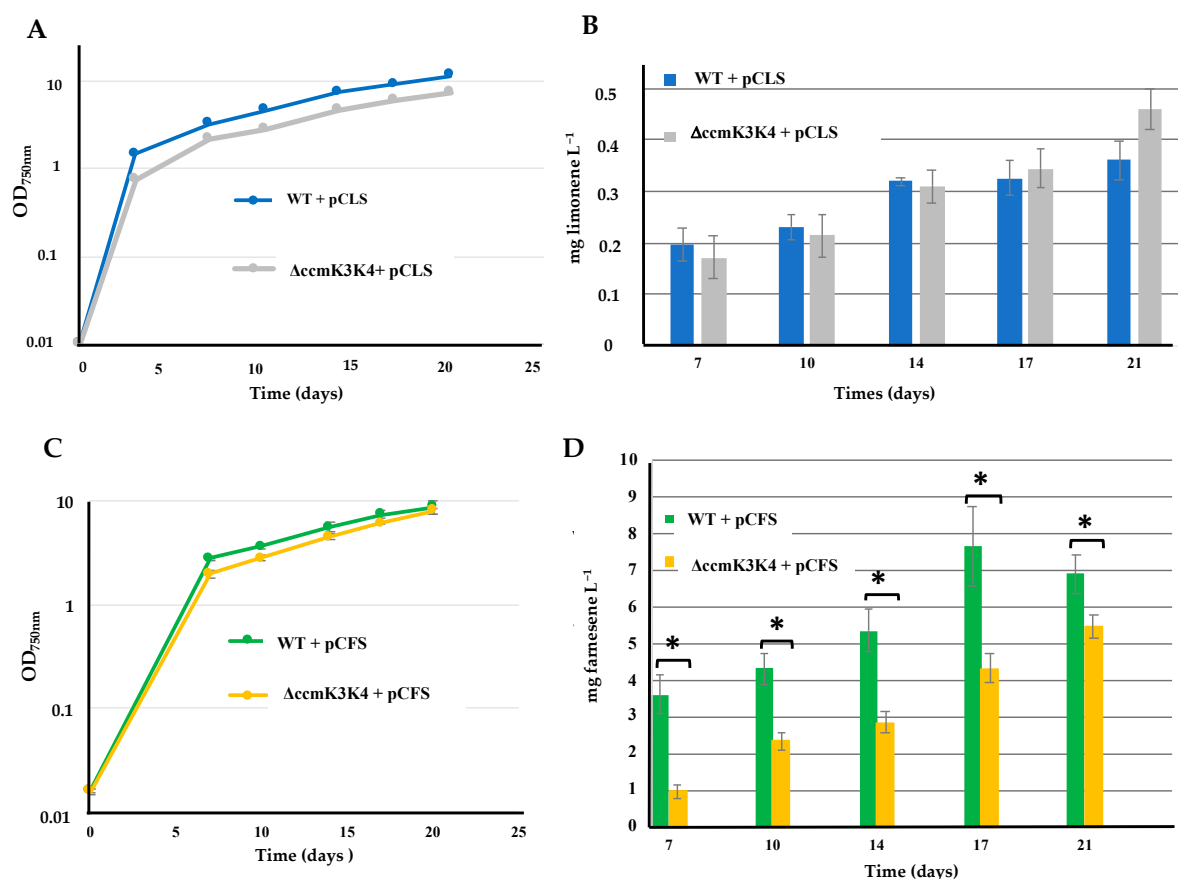 A
OD750nm
10
1
0.1
0.01
WT + pCLS
ΔccmK3K4+ pCLS
0 5 10 15 20 25
Time (days)
B
mg limonene L−1
WT + pCLS
ΔccmK3K4 + pCLS
0.5
0.4
0.3
0.2
0.1
0
7 10 14 17 21
Times (days)
C
OD750nm
10
1
0.1
0.01
WT + pCFS
ΔccmK3K4 + pCFS
0 5 10 15 20 25
Time (days )
D
mg farnesene L−1
10
9
8
7
6
5
4
3
2
1
0
WT + pCFS
ΔccmK3K4 + pCFS
* * * * *
7 10 14 17 21
Time (days)